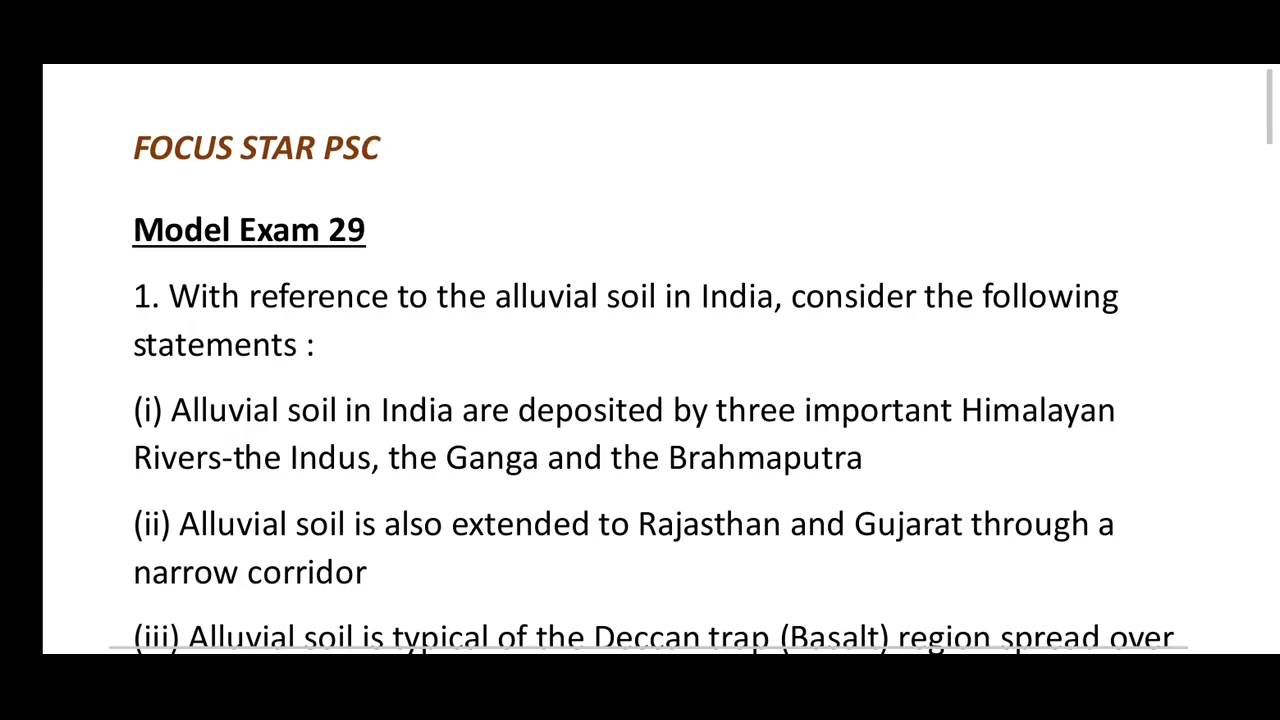 FOCUS STAR PSC
Model Exam 29
1. With reference to the alluvial soil in India, consider the following
statements :
(i) Alluvial soil in India are deposited by three important Himalayan
Rivers-the Indus, the Ganga and the Brahmaputra
(ii) Alluvial soil is also extended to Rajasthan and Gujarat through a
narrow corridor
(iii) Alluvial soil is typical of the Deccan trap (Basalt) region spread over